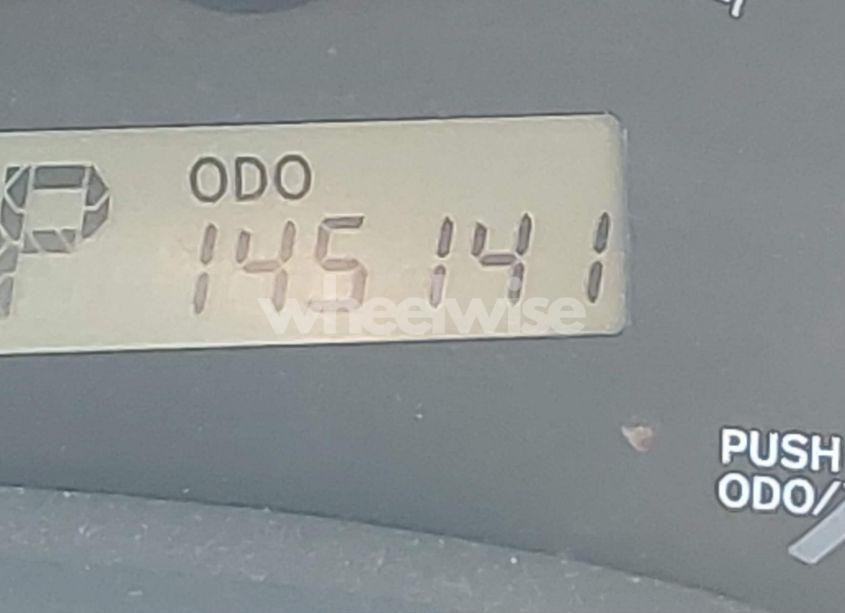 P
ODO
145141
wheelwise
PUSH
ODO/